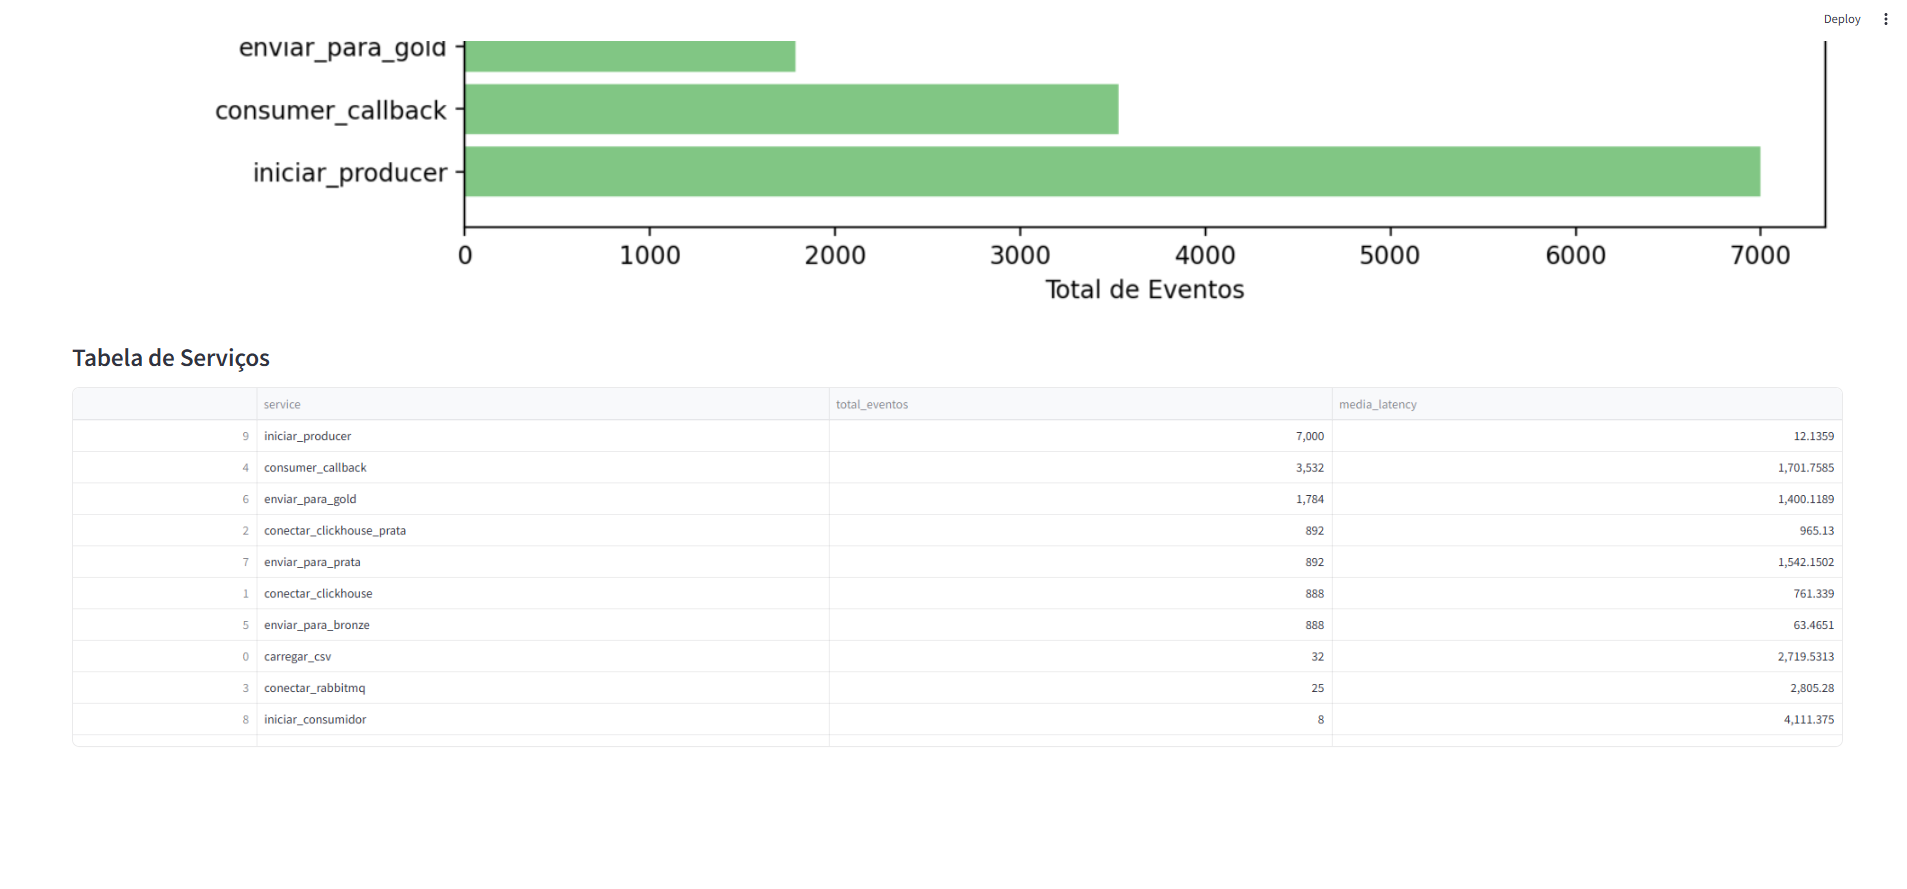 Deploy
enviar_para_gold
consumer_callback
iniciar_producer
0 1000 2000 3000 4000 5000 6000 7000
Total de Eventos
Tabela de Serviços
service total_eventos media_latency
9 iniciar_producer 7,000 12.1359
4 consumer_callback 3,532 1,701.7585
6 enviar_para_gold 1,784 1,400.1189
2 conectar_clickhouse_prata 892 965.13
7 enviar_para_prata 892 1,542.1502
1 conectar_clickhouse 888 761.339
5 enviar_para_bronze 888 63.4651
0 carregar_csv 32 2,719.5313
3 conectar_rabbitmq 25 2,805.28
8 iniciar_consumidor 8 4,111.375